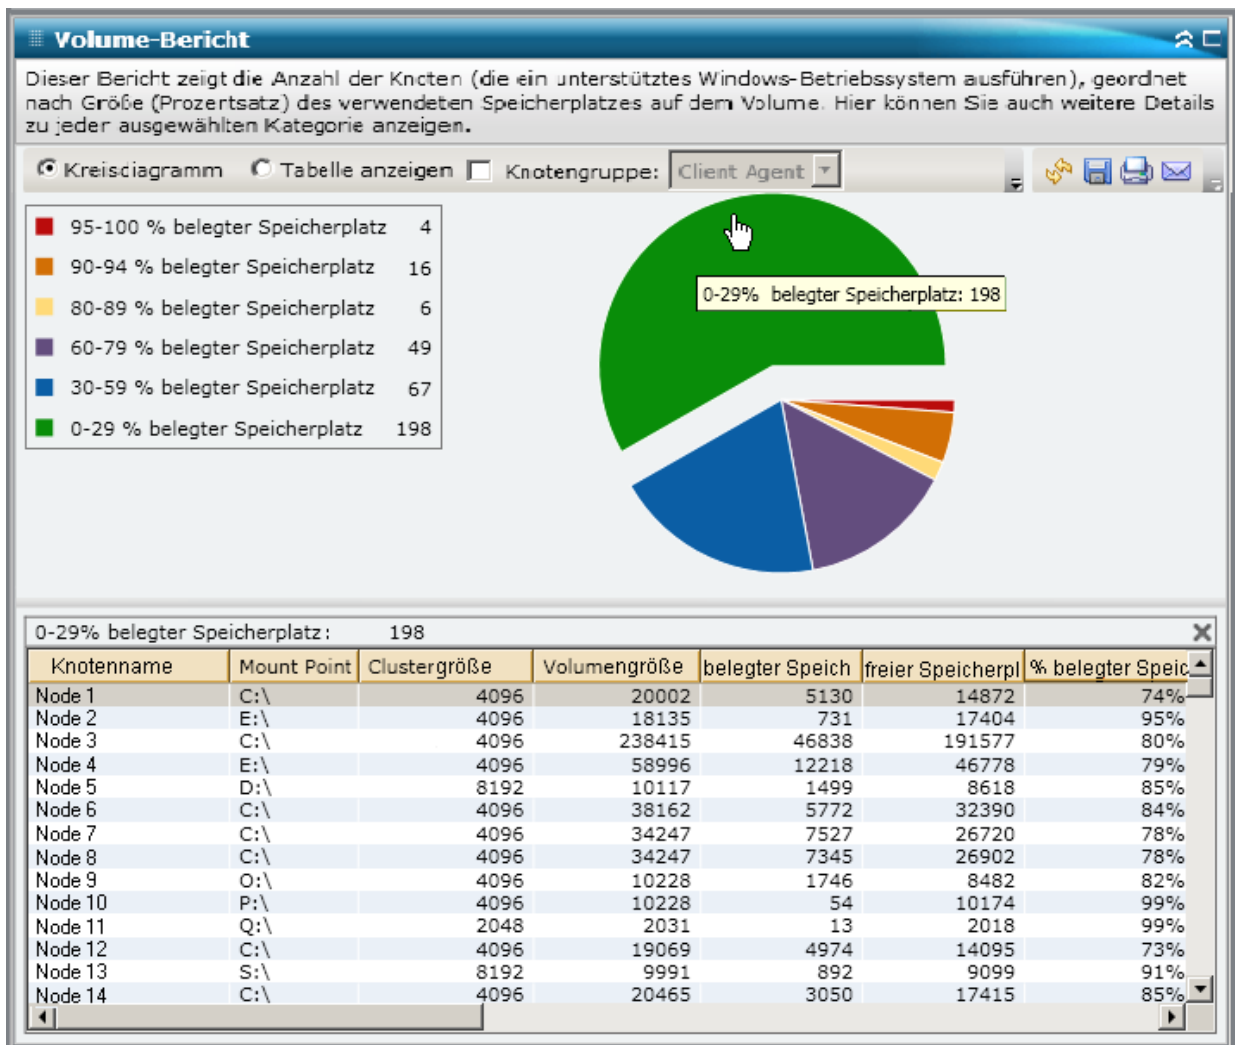 Volume-Bericht
Dieser Bericht zeigt die Anzahl der Knoten (die ein unterstütztes Windows-Betriebssystem ausführen), geordnet
nach Größe (Prozertsatz) des verwendeten Speicherplatzes auf dem Volume. Hier können Sie auch weitere Details
zu jeder ausgewählten Kategorie anzeigen.
Kreisdiagramm Tabelle anzeigen Knotengruppe: Client Agent
95-100 % belegter Speicherplatz 4
90-94 % belegter Speicherplatz 16
80-89 % belegter Speicherplatz 6
60-79 % belegter Speicherplatz 49
30-59 % belegter Speicherplatz 67
0-29 % belegter Speicherplatz 198
0-29% belegter Speicherplatz: 198
0-29% belegter Speicherplatz: 198
Knotenname Mount Point Clustergröße Volumengröße belegter Speich freier Speicherpl % belegter Speic
Node 1 C:\ 4096 20002 5130 14872 74%
Node 2 E:\ 4096 18135 731 17404 95%
Node 3 C:\ 4096 238415 46838 191577 80%
Node 4 E:\ 4096 58996 12218 46778 79%
Node 5 D:\ 8192 10117 1499 8618 85%
Node 6 C:\ 4096 38162 5772 32390 84%
Node 7 C:\ 4096 34247 7527 26720 78%
Node 8 C:\ 4096 34247 7345 26902 78%
Node 9 O:\ 4096 10228 1746 8482 82%
Node 10 P:\ 4096 10228 54 10174 99%
Node 11 Q:\ 2048 2031 13 2018 99%
Node 12 C:\ 4096 19069 4974 14095 73%
Node 13 S:\ 8192 9991 892 9099 91%
Node 14 C:\ 4096 20465 3050 17415 85%